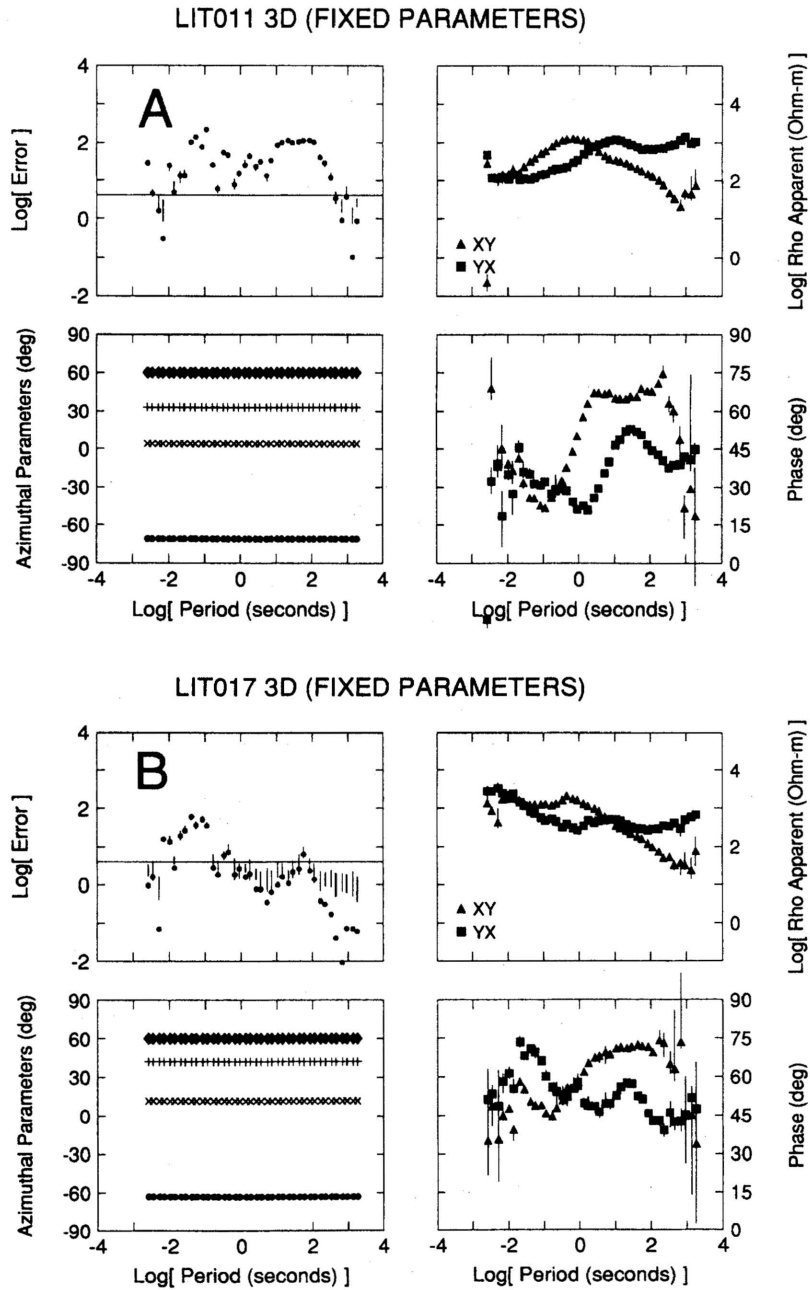 LIT011 3D (FIXED PARAMETERS)
A
Log[ Error ]
4
2
0
-2
Log[ Rho Apparent (Ohm-m) ]
4
2
0
XY
YX
Azimuthal Parameters (deg)
90
60
30
0
-30
-60
-90
-4 -2 0 2 4
Log[ Period (seconds) ]
Phase (deg)
90
75
60
45
30
15
0
-4 -2 0 2 4
Log[ Period (seconds) ]
LIT017 3D (FIXED PARAMETERS)
B
Log[ Error ]
4
2
0
-2
Log[ Rho Apparent (Ohm-m) ]
4
2
0
XY
YX
Azimuthal Parameters (deg)
90
60
30
0
-30
-60
-90
-4 -2 0 2 4
Log[ Period (seconds) ]
Phase (deg)
90
75
60
45
30
15
0
-4 -2 0 2 4
Log[ Period (seconds) ]